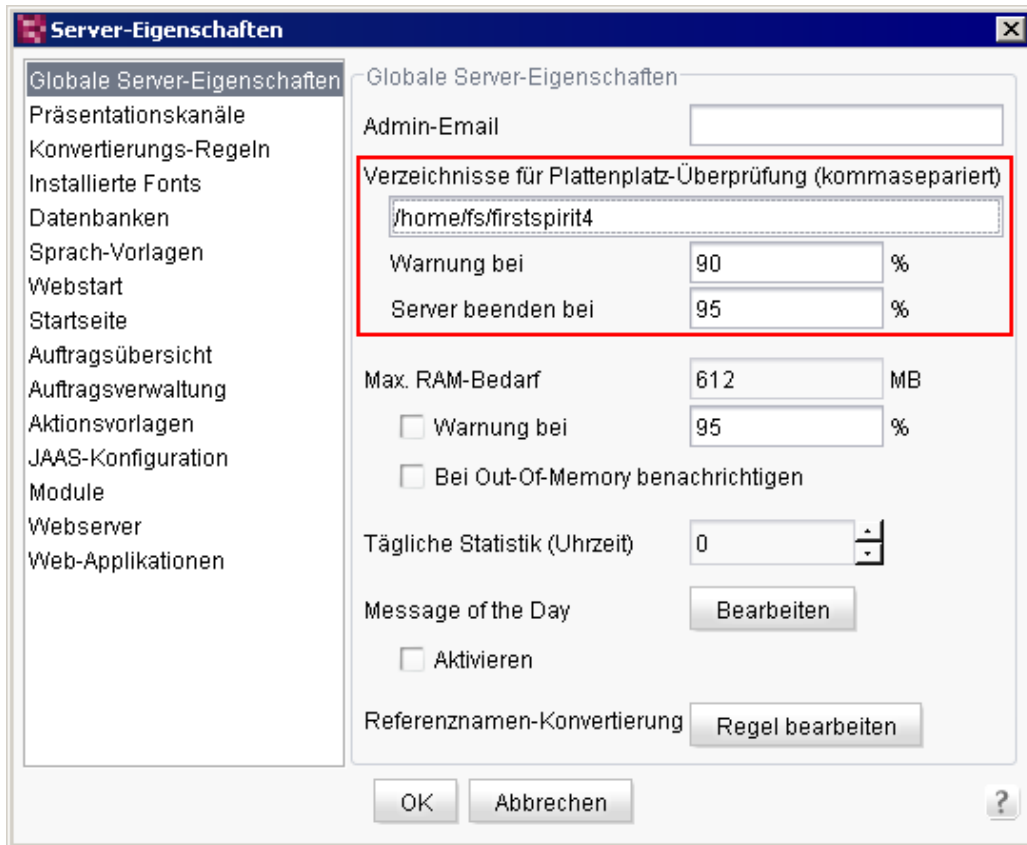 Server-Eigenschaften
Globale Server-Eigenschaften
Präsentationskanäle
Konvertierungs-Regeln
Installierte Fonts
Datenbanken
Sprach-Vorlagen
Webstart
Startseite
Auftragsübersicht
Auftragsverwaltung
Aktionsvorlagen
JAAS-Konfiguration
Module
Webserver
Web-Applikationen
Globale Server-Eigenschaften
Admin-Email
Verzeichnisse für Plattenplatz-Überprüfung (kommasepariert)
/home/fs/firstspirit4
Warnung bei 90 %
Server beenden bei 95 %
Max. RAM-Bedarf 612 MB
Warnung bei 95 %
Bei Out-Of-Memory benachrichtigen
Tägliche Statistik (Uhrzeit) 0
Message of the Day Bearbeiten
Aktivieren
Referenznamen-Konvertierung Regel bearbeiten
OK Abbrechen ?